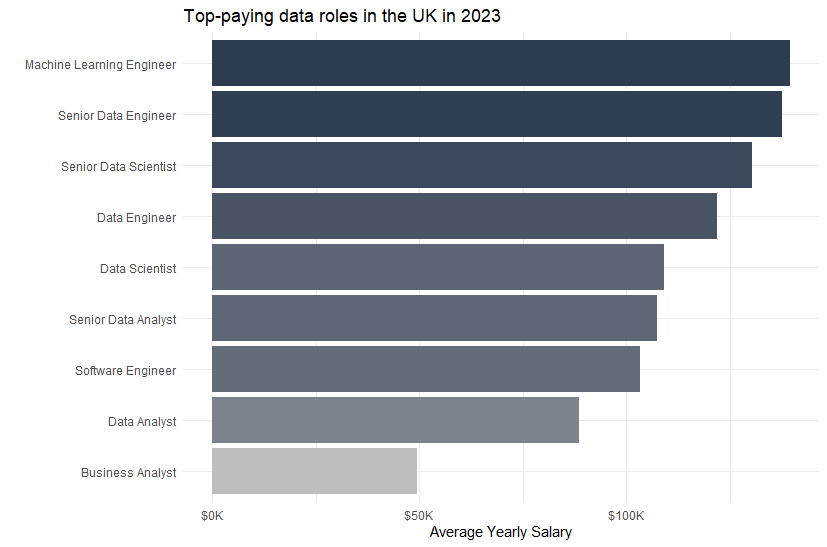 Top-paying data roles in the UK in 2023
Machine Learning Engineer
Senior Data Engineer
Senior Data Scientist
Data Engineer
Data Scientist
Senior Data Analyst
Software Engineer
Data Analyst
Business Analyst
$0K $50K $100K
Average Yearly Salary